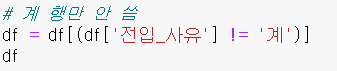 # 계 행만 안 씀
df = df[(df['전입_사유'] != '계')]
df